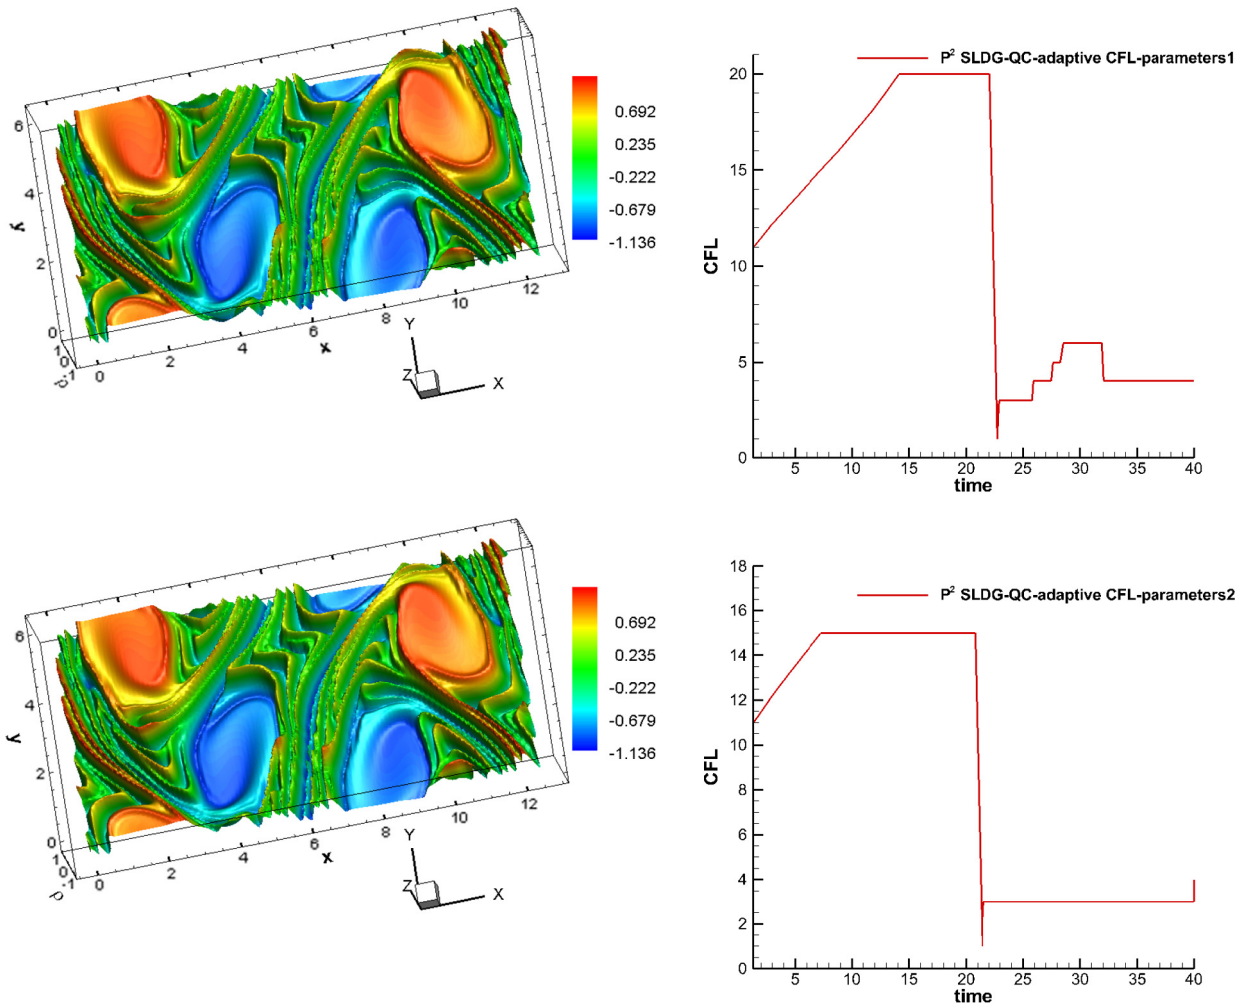 6
4
2
0
y
1
0
-1
ρ
0
2
4
6
8
10
12
x
Y
Z
X
0.692
0.235
-0.222
-0.679
-1.136
P² SLDG-QC-adaptive CFL-parameters1
20
15
10
5
0
CFL
5 10 15 20 25 30 35 40
time
6
4
2
0
y
1
0
-1
ρ
0
2
4
6
8
10
12
x
Y
Z
X
0.692
0.235
-0.222
-0.679
-1.136
P² SLDG-QC-adaptive CFL-parameters2
18
16
14
12
10
8
6
4
2
0
CFL
5 10 15 20 25 30 35 40
time